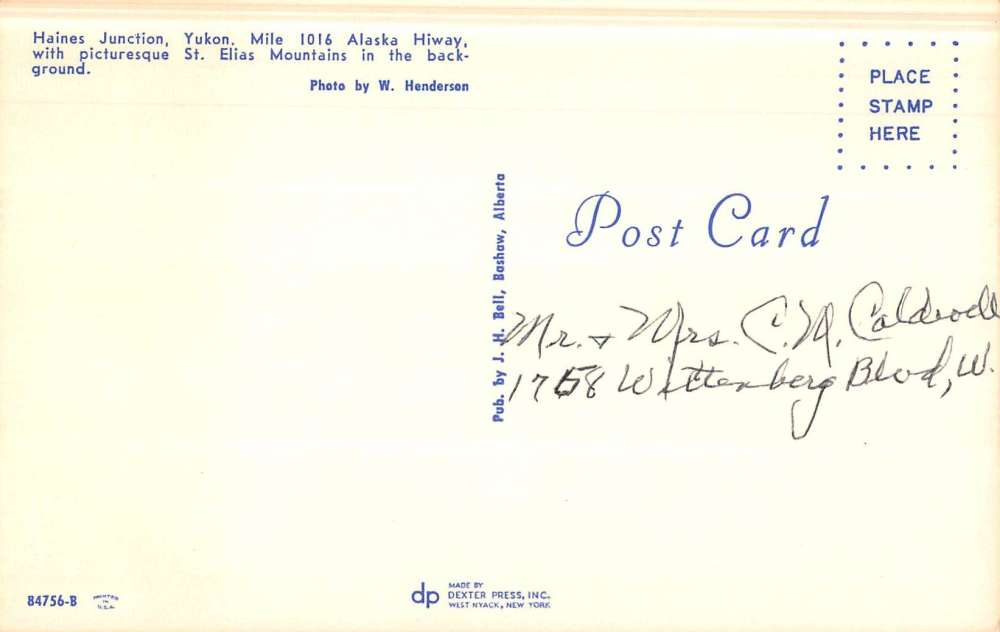 Haines Junction, Yukon. Mile 1016 Alaska Hiway,
with picturesque St. Elias Mountains in the back-
ground.
Photo by W. Henderson
PLACE
STAMP
HERE
Pub. by J. H. Bell, Bashaw, Alberta
Post Card
Mr. + Mrs. C. M. Caldwell
1758 Wittenberg Blvd, W.
84756-B
PRINTED
IN
U.S.A.
dp
MADE BY
DEXTER PRESS, INC.
WEST NYACK, NEW YORK